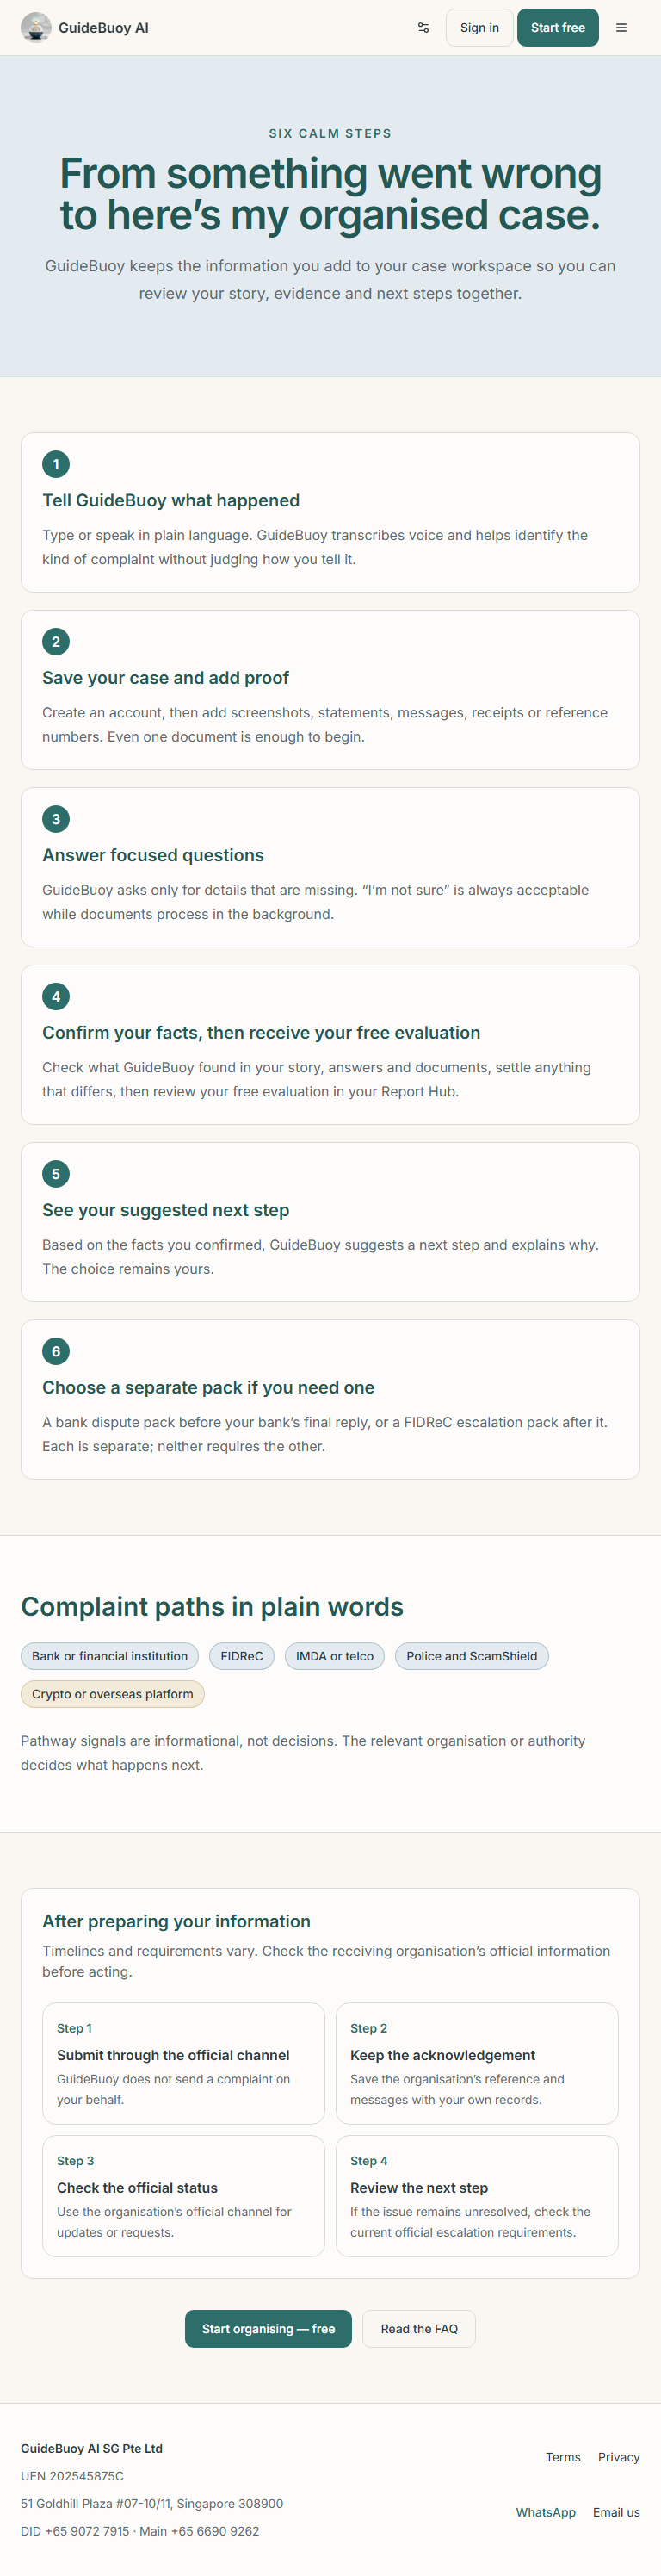 GuideBuoy AI
Sign in
Start free
SIX CALM STEPS
From something went wrong
to here’s my organised case.
GuideBuoy keeps the information you add to your case workspace so you can
review your story, evidence and next steps together.
1
Tell GuideBuoy what happened
Type or speak in plain language. GuideBuoy transcribes voice and helps identify the
kind of complaint without judging how you tell it.
2
Save your case and add proof
Create an account, then add screenshots, statements, messages, receipts or reference
numbers. Even one document is enough to begin.
3
Answer focused questions
GuideBuoy asks only for details that are missing. “I’m not sure” is always acceptable
while documents process in the background.
4
Confirm your facts, then receive your free evaluation
Check what GuideBuoy found in your story, answers and documents, settle anything
that differs, then review your free evaluation in your Report Hub.
5
See your suggested next step
Based on the facts you confirmed, GuideBuoy suggests a next step and explains why.
The choice remains yours.
6
Choose a separate pack if you need one
A bank dispute pack before your bank’s final reply, or a FIDReC escalation pack after it.
Each is separate; neither requires the other.
Complaint paths in plain words
Bank or financial institution
FIDReC
IMDA or telco
Police and ScamShield
Crypto or overseas platform
Pathway signals are informational, not decisions. The relevant organisation or authority
decides what happens next.
After preparing your information
Timelines and requirements vary. Check the receiving organisation’s official information
before acting.
Step 1
Submit through the official channel
GuideBuoy does not send a complaint on
your behalf.
Step 2
Keep the acknowledgement
Save the organisation’s reference and
messages with your own records.
Step 3
Check the official status
Use the organisation’s official channel for
updates or requests.
Step 4
Review the next step
If the issue remains unresolved, check the
current official escalation requirements.
Start organising — free
Read the FAQ
GuideBuoy AI SG Pte Ltd
UEN 202545875C
51 Goldhill Plaza #07-10/11, Singapore 308900
DID +65 9072 7915 · Main +65 6690 9262
Terms
Privacy
WhatsApp
Email us